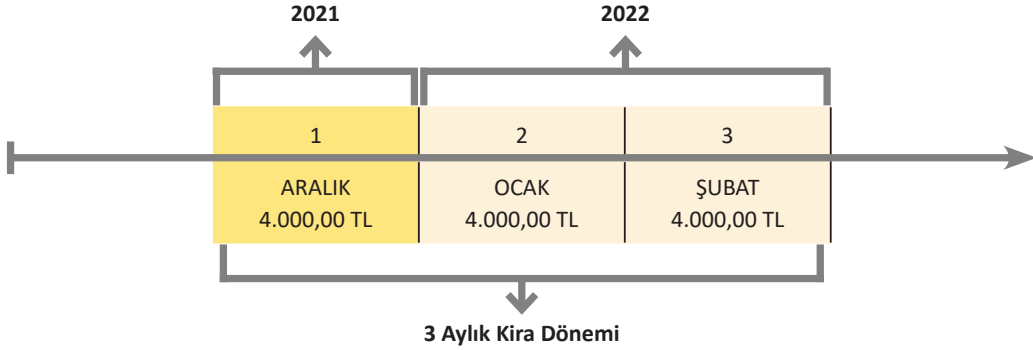 2021
2022
1
2
3
ARALIK
OCAK
ŞUBAT
4.000,00 TL
4.000,00 TL
4.000,00 TL
3 Aylık Kira Dönemi